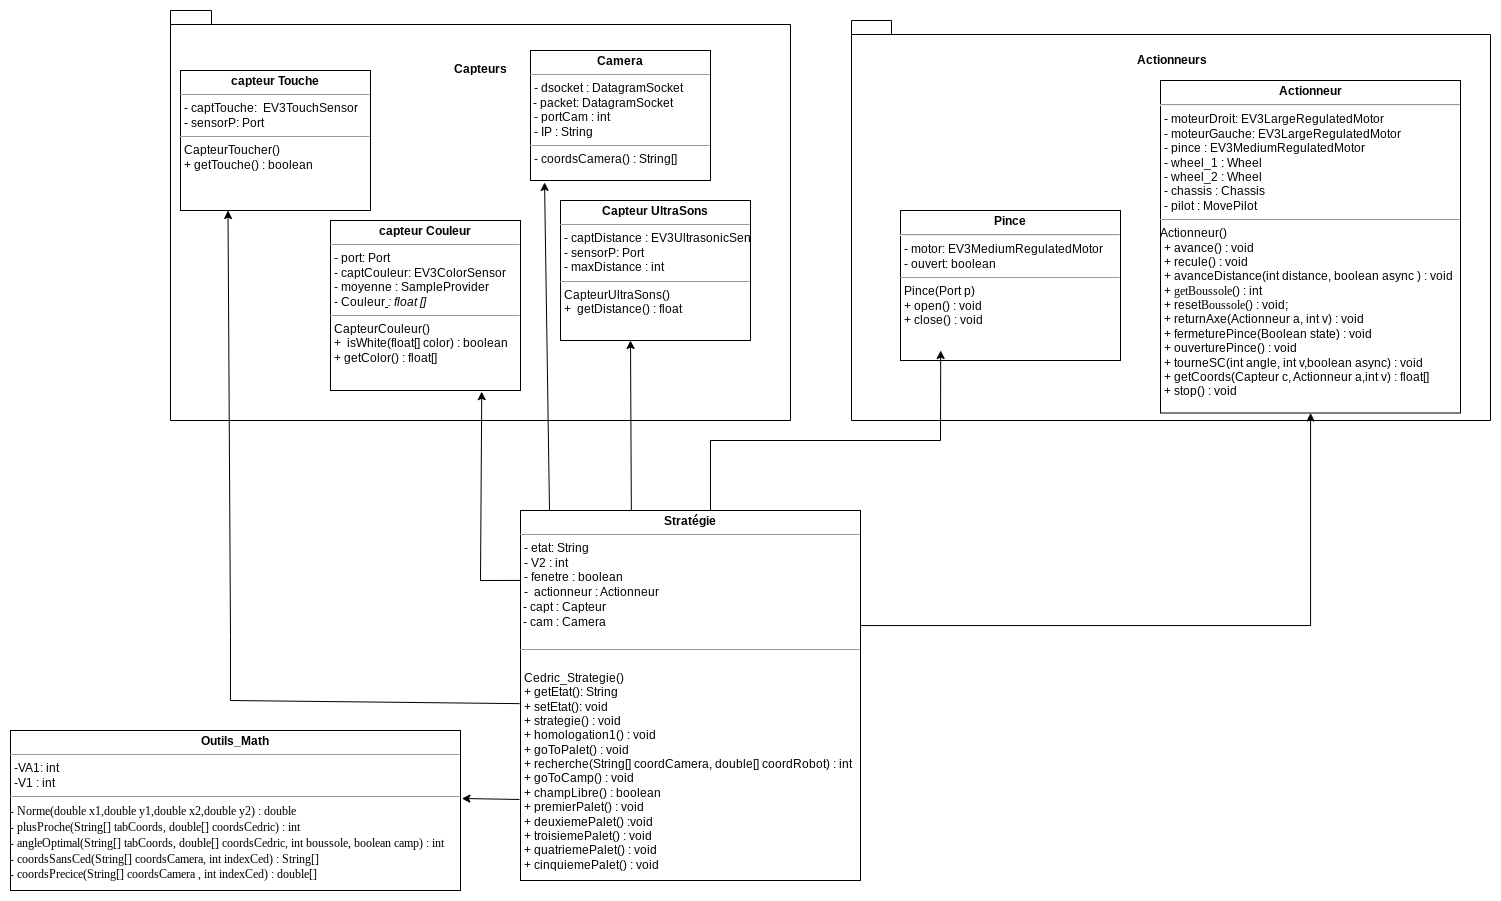 Capteurs
capteur Touche
- captTouche: EV3TouchSensor
- sensorP: Port
CapteurToucher()
+ getTouche() : boolean
Camera
- dsocket : DatagramSocket
- packet: DatagramSocket
- portCam : int
- IP : String
- coordsCamera() : String[]
capteur Couleur
- port: Port
- captCouleur: EV3ColorSensor
- moyenne : SampleProvider
- Couleur : float []
CapteurCouleur()
+ isWhite(float[] color) : boolean
+ getColor() : float[]
Capteur UltraSons
- captDistance : EV3UltrasonicSen
- sensorP: Port
- maxDistance : int
CapteurUltraSons()
+ getDistance() : float
Actionneurs
Pince
- motor: EV3MediumRegulatedMotor
- ouvert: boolean
Pince(Port p)
+ open() : void
+ close() : void
Actionneur
- moteurDroit: EV3LargeRegulatedMotor
- moteurGauche: EV3LargeRegulatedMotor
- pince : EV3MediumRegulatedMotor
- wheel_1 : Wheel
- wheel_2 : Wheel
- chassis : Chassis
- pilot : MovePilot
Actionneur()
+ avance() : void
+ recule() : void
+ avanceDistance(int distance, boolean async ) : void
+ getBoussole() : int
+ resetBoussole() : void;
+ returnAxe(Actionneur a, int v) : void
+ fermeturePince(Boolean state) : void
+ ouverturePince() : void
+ tourneSC(int angle, int v,boolean async) : void
+ getCoords(Capteur c, Actionneur a,int v) : float[]
+ stop() : void
Stratégie
- etat: String
- V2 : int
- fenetre : boolean
- actionneur : Actionneur
- capt : Capteur
- cam : Camera
Cedric_Strategie()
+ getEtat(): String
+ setEtat(): void
+ strategie() : void
+ homologation1() : void
+ goToPalet() : void
+ recherche(String[] coordCamera, double[] coordRobot) : int
+ goToCamp() : void
+ champLibre() : boolean
+ premierPalet() : void
+ deuxiemePalet() :void
+ troisiemePalet() : void
+ quatriemePalet() : void
+ cinquiemePalet() : void
Outils_Math
-VA1: int
-V1 : int
- Norme(double x1,double y1,double x2,double y2) : double
- plusProche(String[] tabCoords, double[] coordsCedric) : int
- angleOptimal(String[] tabCoords, double[] coordsCedric, int boussole, boolean camp) : int
- coordsSansCed(String[] coordsCamera, int indexCed) : String[]
- coordsPrecice(String[] coordsCamera , int indexCed) : double[]